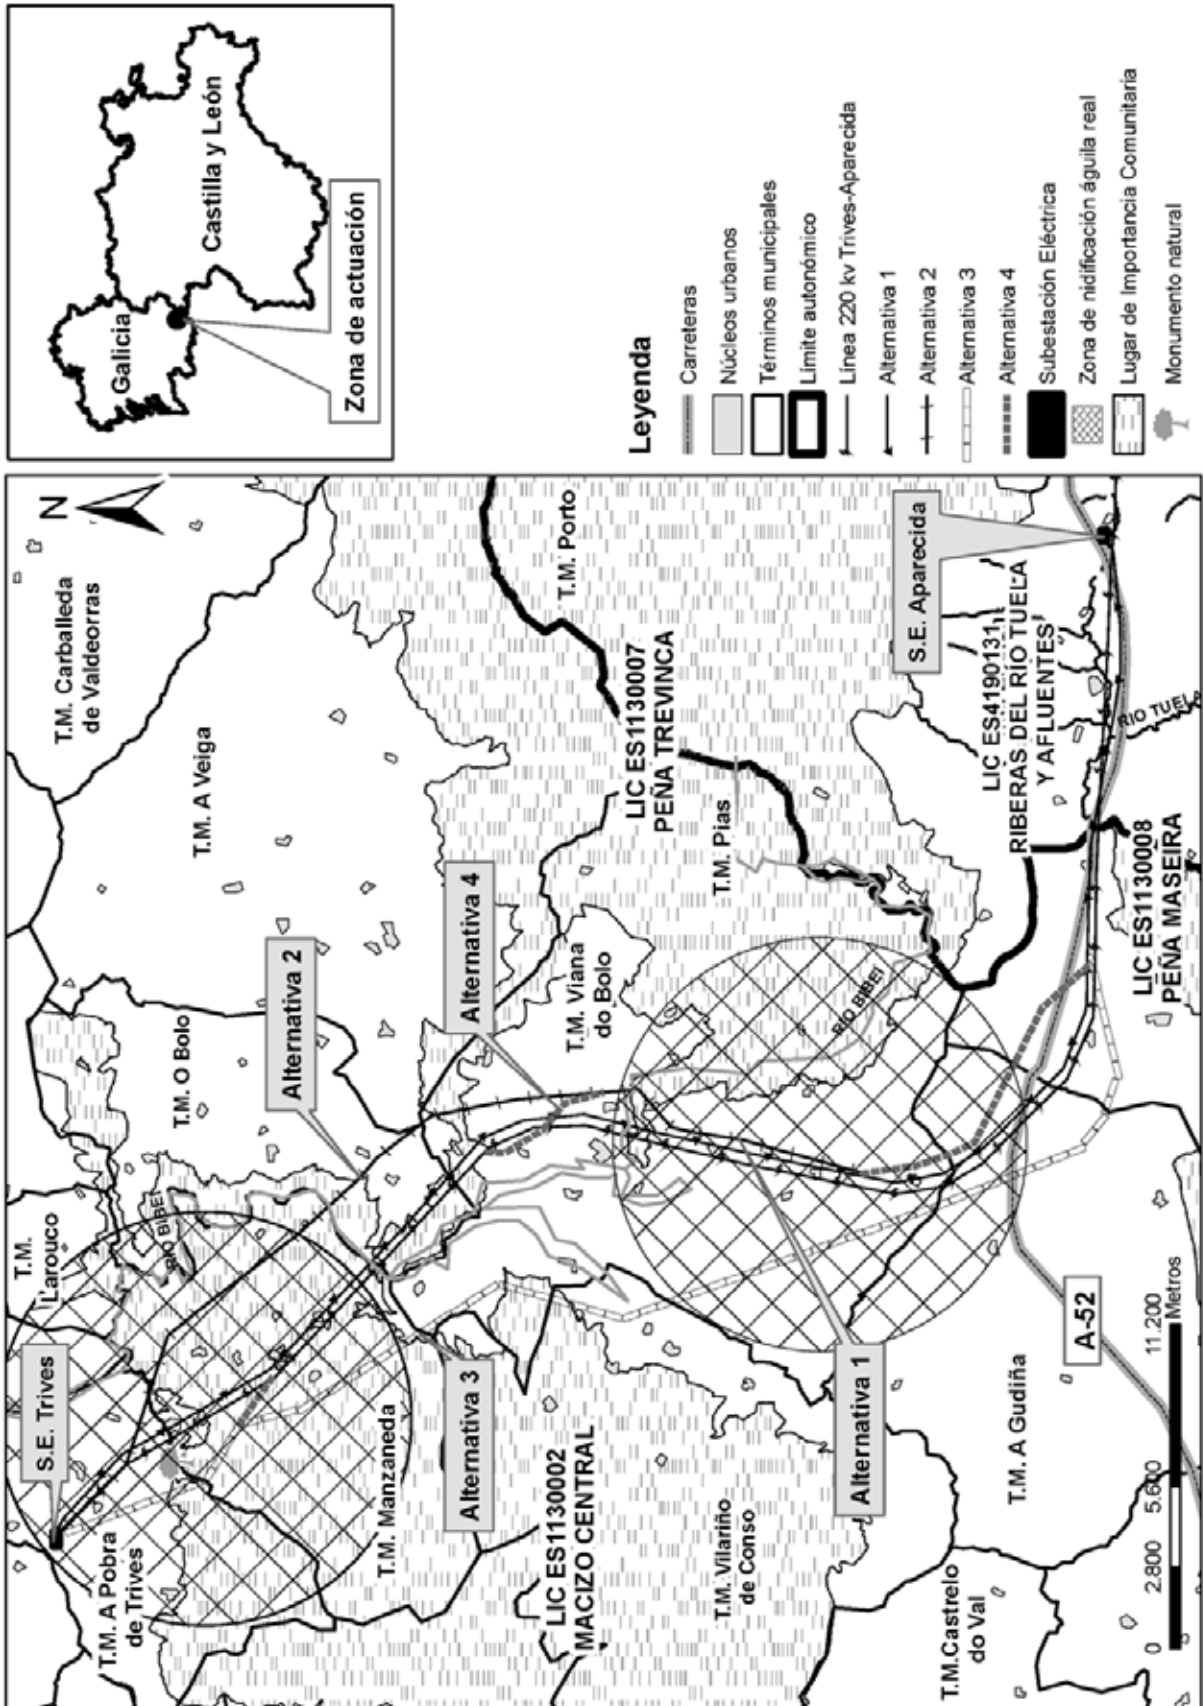 Galicia
Castilla y León
Zona de actuación
Leyenda
Carreteras
Núcleos urbanos
Términos municipales
Límite autonómico
Línea 220 kv Trives-Aparecida
Alternativa 1
Alternativa 2
Alternativa 3
Alternativa 4
Subestación Eléctrica
Zona de nidificación águila real
Lugar de Importancia Comunitaria
Monumento natural
N
T.M. Carballeda
de Valdeorras
T.M. A Veiga
T.M. O Bolo
T.M.
Larouco
RIO BIBEI
S.E. Trives
T.M. A Pobra
de Trives
T.M. Manzaneda
Alternativa 2
Alternativa 4
Alternativa 3
T.M. Porto
LIC ES1130007
PEÑA TREVINCA
T.M. Viana
do Bolo
T.M. Pias
RIO BIBEI
LIC ES1130002
MACIZO CENTRAL
T.M. Vilariño
de Conso
Alternativa 1
S.E. Aparecida
LIC ES4190131
RIBERAS DEL RÍO TUELA
Y AFLUENTES
RIO TUELA
LIC ES1130008
PEÑA MASEIRA
A-52
T.M. A Gudiña
T.M.Castrelo
do Val
0 2.800 5.600 11.200
Metros